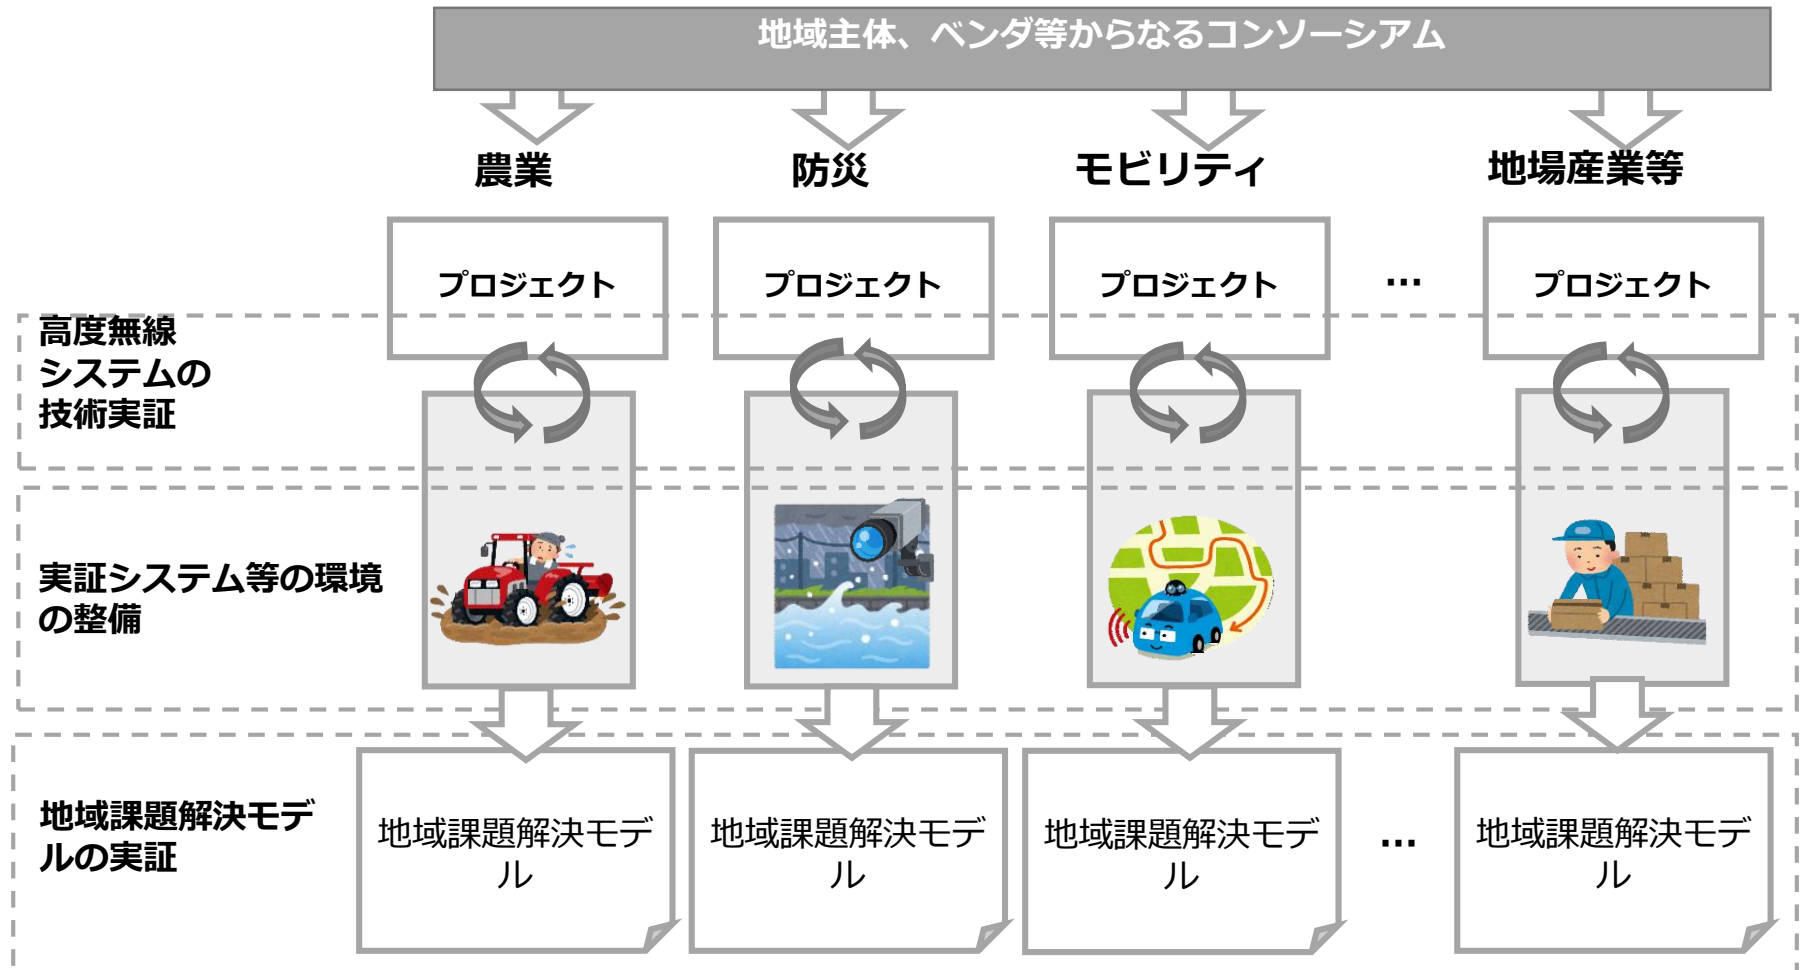 地域主体、ベンダ等からなるコンソーシアム
農業
防災
モビリティ
地場産業等
プロジェクト
プロジェクト
プロジェクト
…
プロジェクト
高度無線
システムの
技術実証
実証システム等の環境
の整備
地域課題解決モデ
ルの実証
地域課題解決モデ
ル
地域課題解決モデ
ル
地域課題解決モデ
ル
…
地域課題解決モデ
ル